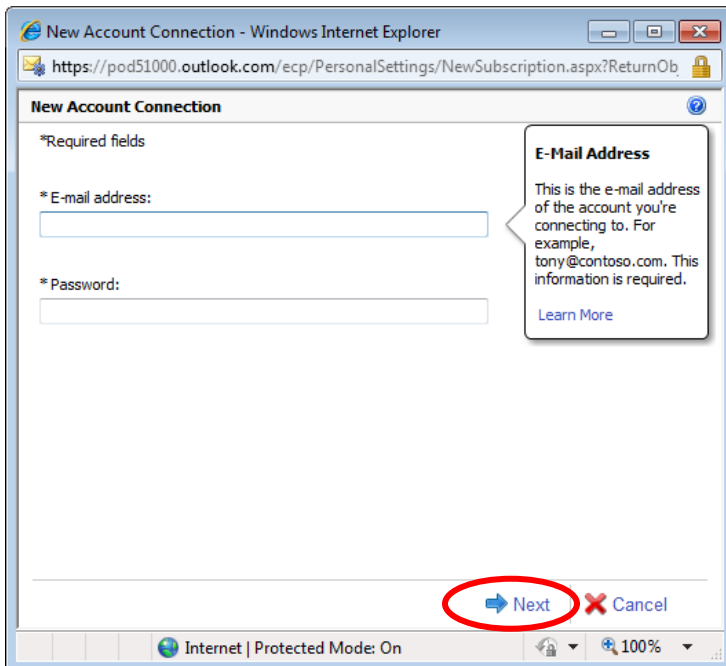 New Account Connection - Windows Internet Explorer
https://pod51000.outlook.com/ecp/PersonalSettings/NewSubscription.aspx?ReturnOb
New Account Connection
*Required fields
* E-mail address:
* Password:
E-Mail Address
This is the e-mail address
of the account you're
connecting to. For
example,
tony@contoso.com. This
information is required.
Learn More
Next
Cancel
Internet | Protected Mode: On
100%